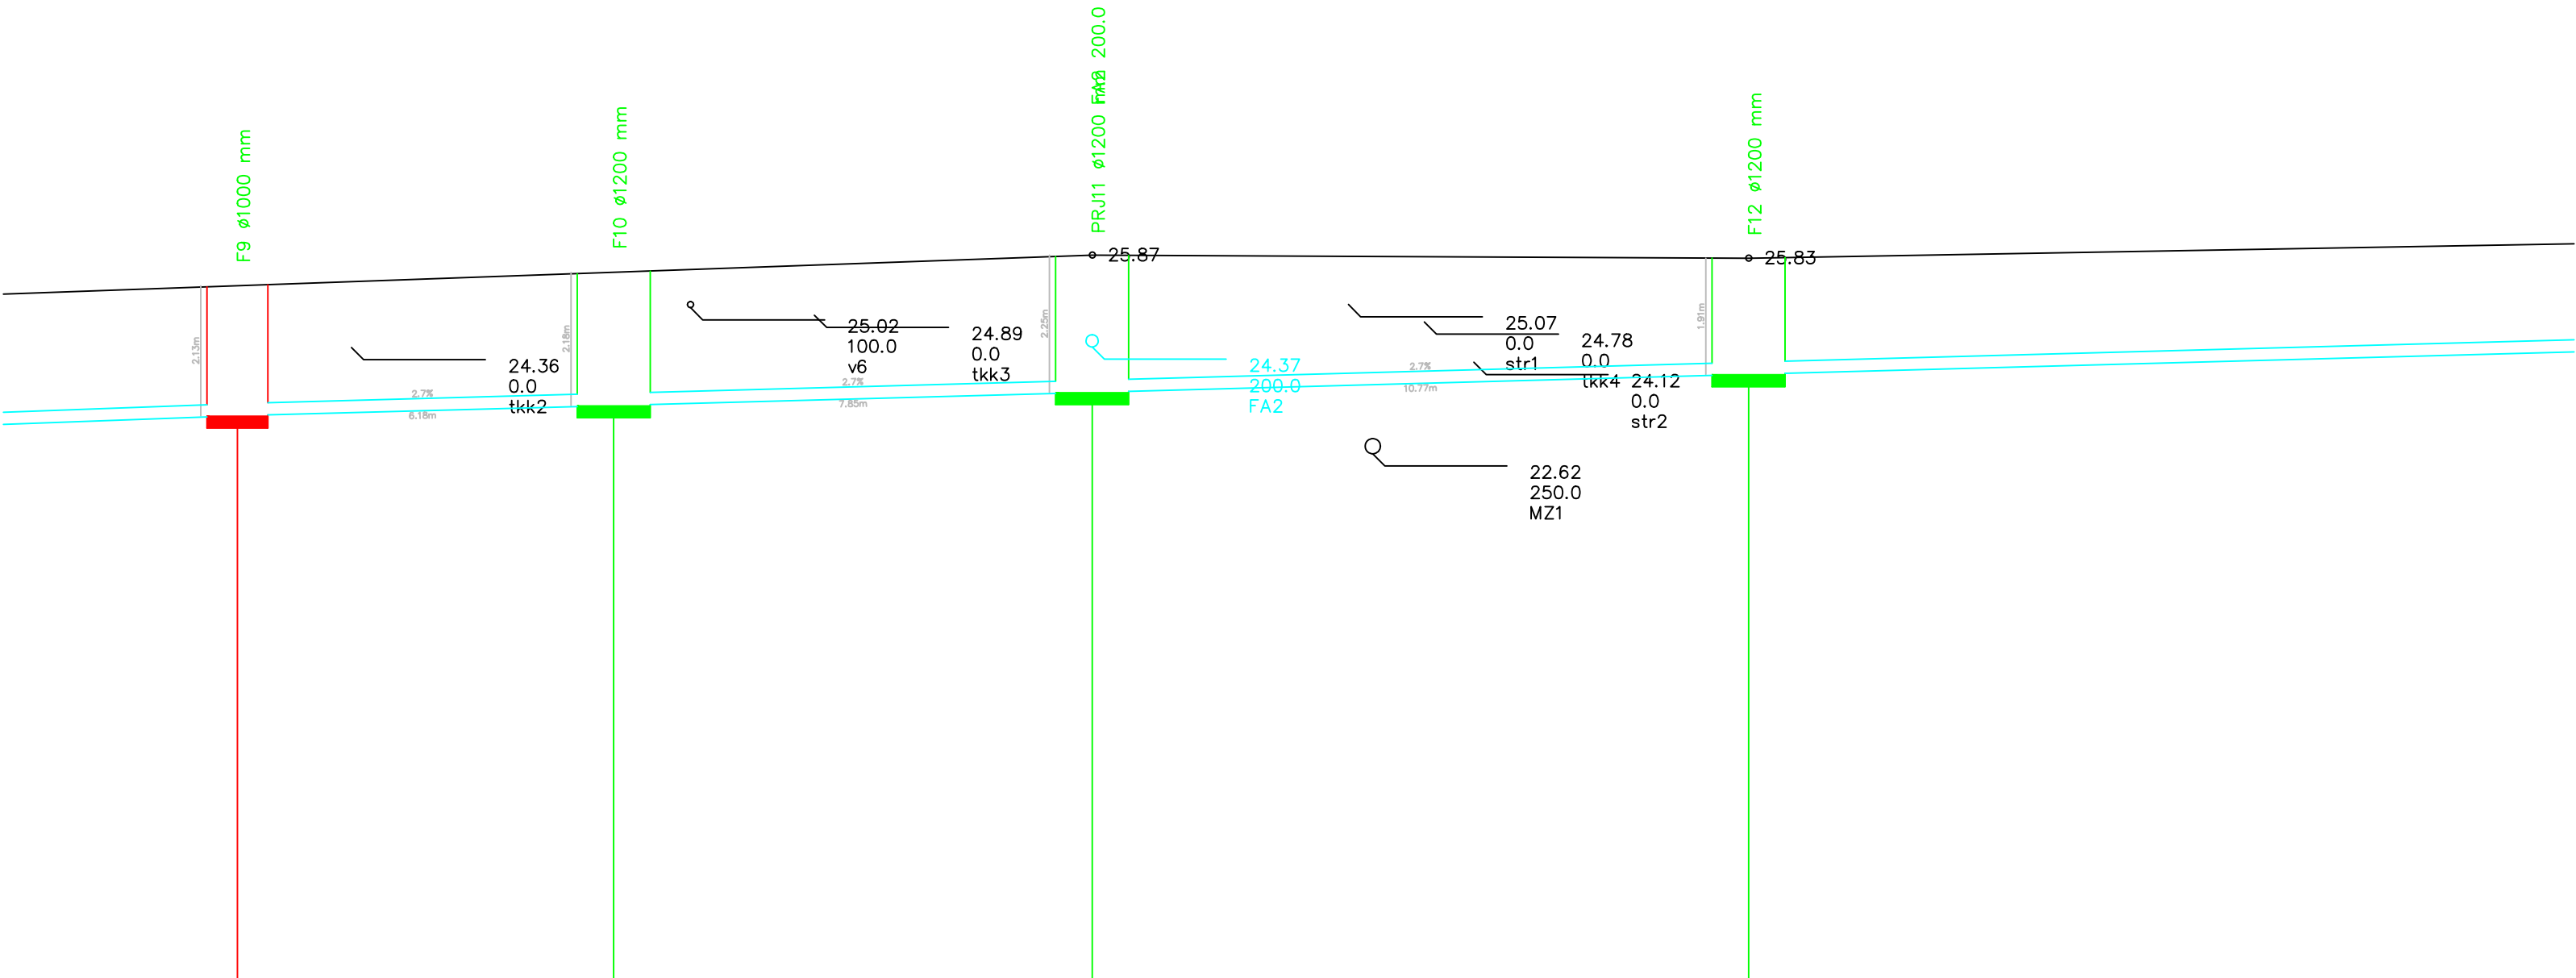 F9 ø1000 mm
F10 ø1200 mm
PRJ11 ø1200 mm
FA2 200.0
F12 ø1200 mm
25.87
25.83
2.13m
2.18m
2.25m
1.91m
24.36
0.0
tkk2
25.02
100.0
v6
24.89
0.0
tkk3
24.37
200.0
FA2
25.07
0.0
str1
24.78
0.0
tkk4
24.12
0.0
str2
22.62
250.0
MZ1
2.7%
6.18m
2.7%
7.85m
2.7%
10.77m